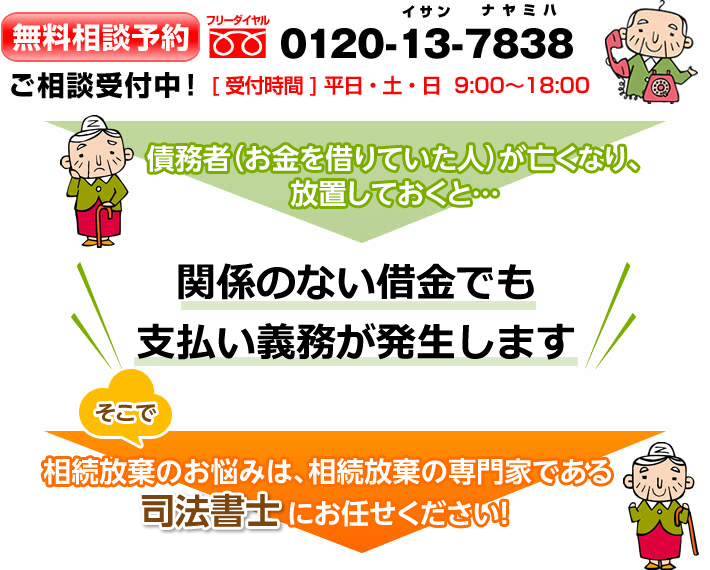 イサン ナヤミハ
無料相談予約 フリーダイヤル 0120-13-7838
ご相談受付中！ [ 受付時間 ] 平日・土・日 9:00～18:00
債務者（お金を借りていた人）が亡くなり、
放置しておくと…
関係のない借金でも
支払い義務が発生します
そこで
相続放棄のお悩みは、相続放棄の専門家である
司法書士にお任せください！